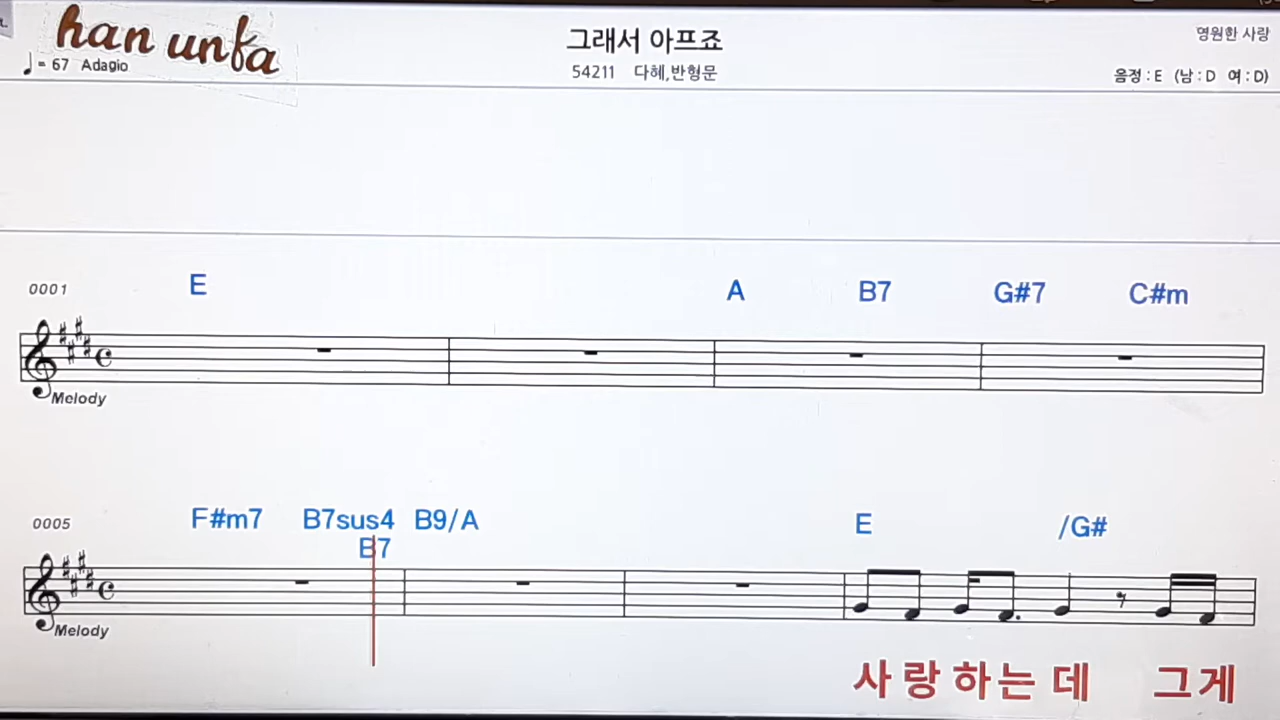 han unfa
그래서 아프죠
영원한 사랑
♩= 67 Adagio
54211 다혜,반형문
음정 : E (남 : D 여 : D)
0001
E A B7 G#7 C#m
Melody
0005
F#m7 B7sus4 B9/A E /G#
B7
Melody
사랑하는데 그게